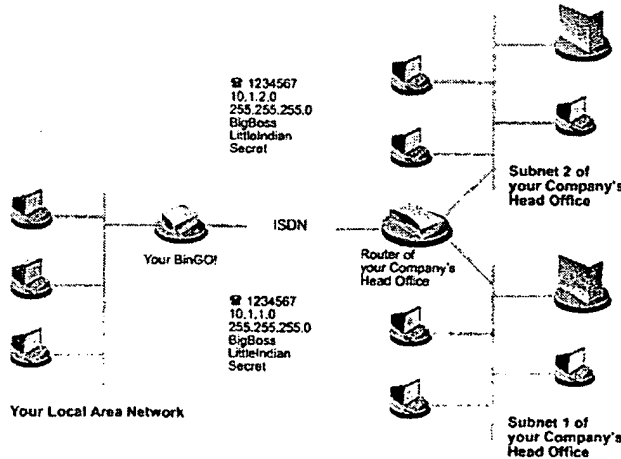 ☎ 1234567
10.1.2.0
255.255.255.0
BigBoss
LittleIndian
Secret
Subnet 2 of
your Company's
Head Office
ISDN
Your BinGO!
Router of
your Company's
Head Office
☎ 1234567
10.1.1.0
255.255.255.0
BigBoss
LittleIndian
Secret
Your Local Area Network
Subnet 1 of
your Company's
Head Office